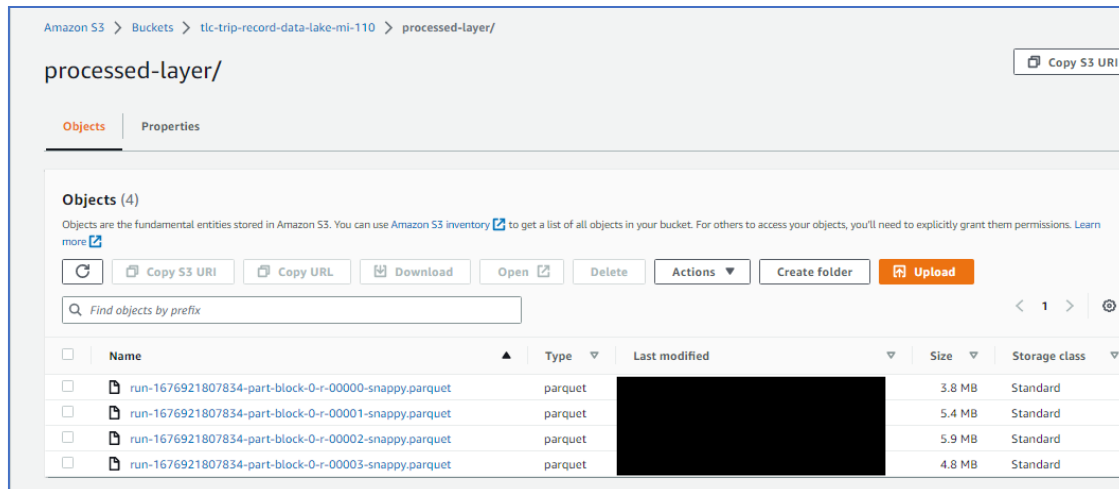 Amazon S3 > Buckets > tlc-trip-record-data-lake-mi-110 > processed-layer/
processed-layer/
Copy S3 URI
Objects Properties
Objects (4)
Objects are the fundamental entities stored in Amazon S3. You can use Amazon S3 inventory to get a list of all objects in your bucket. For others to access your objects, you'll need to explicitly grant them permissions. Learn
more
Copy S3 URI Copy URL Download Open Delete Actions Create folder Upload
Find objects by prefix
< 1 >
Name Type Last modified Size Storage class
run-1676921807834-part-block-0-r-00000-snappy.parquet parquet 3.8 MB Standard
run-1676921807834-part-block-0-r-00001-snappy.parquet parquet 5.4 MB Standard
run-1676921807834-part-block-0-r-00002-snappy.parquet parquet 5.9 MB Standard
run-1676921807834-part-block-0-r-00003-snappy.parquet parquet 4.8 MB Standard